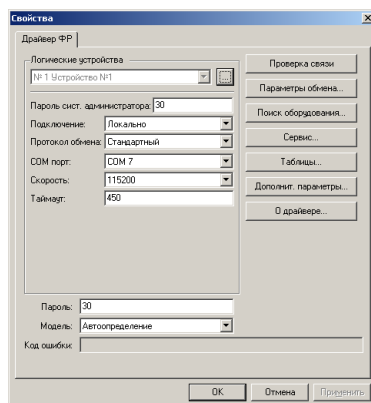 Свойства
Драйвер ФР
Логические устройства
№ 1 Устройство №1
...
Пароль сист. администратора: 30
Подключение: Локально
Протокол обмена: Стандартный
COM порт: COM 7
Скорость: 115200
Таймаут: 450
Проверка связи
Параметры обмена...
Поиск оборудования...
Сервис...
Таблицы...
Дополнит. параметры...
О драйвере...
Пароль: 30
Модель: Автоопределение
Код ошибки:
OK
Отмена
Применить